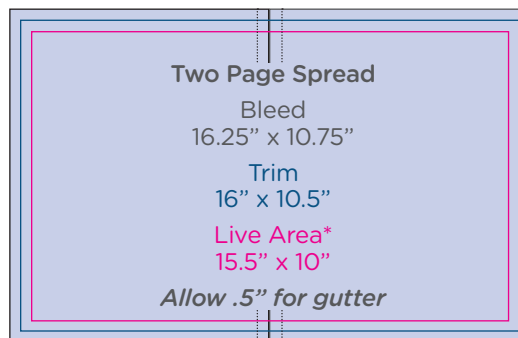 Two Page Spread
Bleed
16.25” x 10.75”
Trim
16” x 10.5”
Live Area*
15.5” x 10”
Allow .5” for gutter